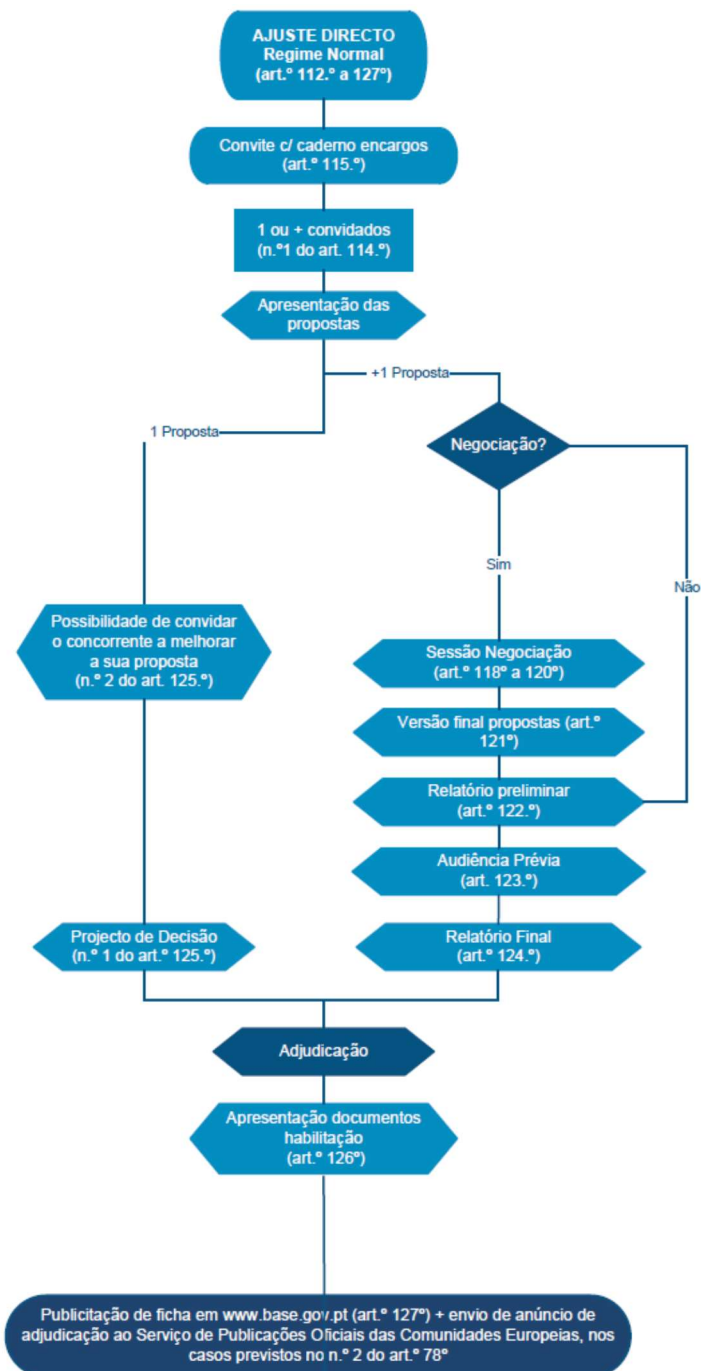 AJUSTE DIRECTO
Regime Normal
(art.º 112.º a 127º)
Convite c/ caderno encargos
(art.º 115.º)
1 ou + convidados
(n.º1 do art. 114.º)
Apresentação das
propostas
+1 Proposta
1 Proposta
Negociação?
Sim
Não
Possibilidade de convidar
o concorrente a melhorar
a sua proposta
(n.º 2 do art. 125.º)
Sessão Negociação
(art.º 118º a 120º)
Versão final propostas (art.º
121º)
Relatório preliminar
(art.º 122.º)
Audiência Prévia
(art. 123.º)
Projecto de Decisão
(n.º 1 do art.º 125.º)
Relatório Final
(art.º 124.º)
Adjudicação
Apresentação documentos
habilitação
(art.º 126º)
Publicitação de ficha em www.base.gov.pt (art.º 127º) + envio de anúncio de
adjudicação ao Serviço de Publicações Oficiais das Comunidades Europeias, nos
casos previstos no n.º 2 do art.º 78º